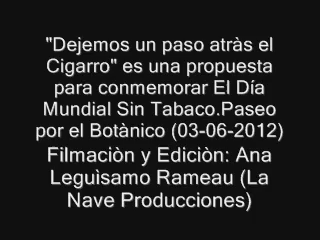 "Dejemos un paso atràs el
Cigarro" es una propuesta
para conmemorar El Día
Mundial Sin Tabaco.Paseo
por el Botànico (03-06-2012)
Filmaciòn y Ediciòn: Ana
Leguìsamo Rameau (La
Nave Producciones)